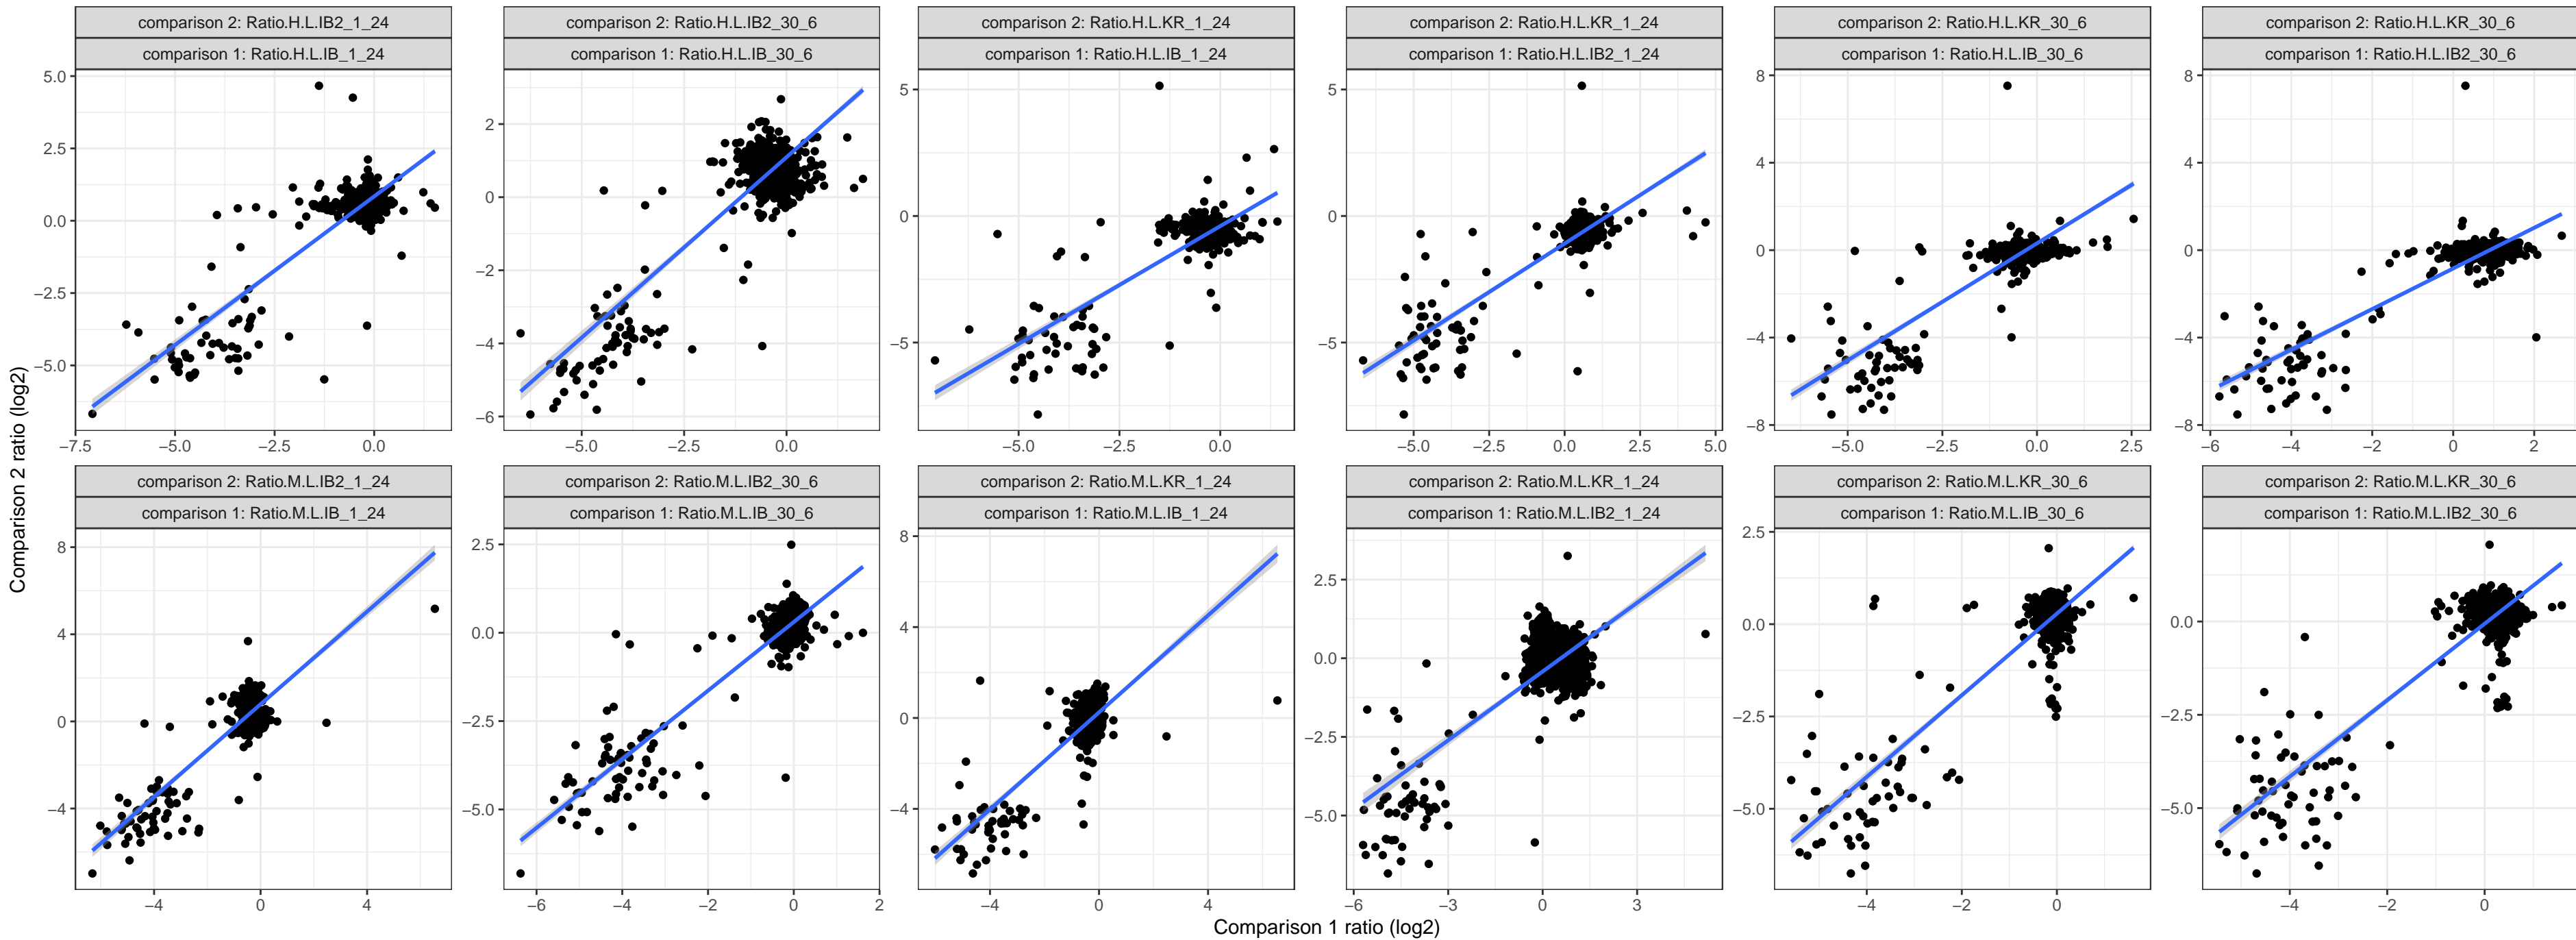 comparison 2: Ratio.H.L.IB2_1_24
comparison 1: Ratio.H.L.IB_1_24
5.0
2.5
0.0
−2.5
−5.0
−7.5 −5.0 −2.5 0.0
comparison 2: Ratio.H.L.IB2_30_6
comparison 1: Ratio.H.L.IB_30_6
2
0
−2
−4
−6
−5.0 −2.5 0.0
comparison 2: Ratio.H.L.KR_1_24
comparison 1: Ratio.H.L.IB_1_24
5
0
−5
−5.0 −2.5 0.0
comparison 2: Ratio.H.L.KR_1_24
comparison 1: Ratio.H.L.IB2_1_24
5
0
−5
−5.0 −2.5 0.0 2.5 5.0
comparison 2: Ratio.H.L.KR_30_6
comparison 1: Ratio.H.L.IB_30_6
8
4
0
−4
−8
−5.0 −2.5 0.0 2.5
comparison 2: Ratio.H.L.KR_30_6
comparison 1: Ratio.H.L.IB2_30_6
8
4
0
−4
−8
−6 −4 −2 0 2
comparison 2: Ratio.M.L.IB2_1_24
comparison 1: Ratio.M.L.IB_1_24
8
4
0
−4
−4 0 4
comparison 2: Ratio.M.L.IB2_30_6
comparison 1: Ratio.M.L.IB_30_6
2.5
0.0
−2.5
−5.0
−6 −4 −2 0 2
comparison 2: Ratio.M.L.KR_1_24
comparison 1: Ratio.M.L.IB_1_24
8
4
0
−4
−4 0 4
comparison 2: Ratio.M.L.KR_1_24
comparison 1: Ratio.M.L.IB2_1_24
2.5
0.0
−2.5
−5.0
−6 −3 0 3
comparison 2: Ratio.M.L.KR_30_6
comparison 1: Ratio.M.L.IB_30_6
2.5
0.0
−2.5
−5.0
−4 −2 0
comparison 2: Ratio.M.L.KR_30_6
comparison 1: Ratio.M.L.IB2_30_6
0.0
−2.5
−5.0
−4 −2 0
Comparison 2 ratio (log2)
Comparison 1 ratio (log2)